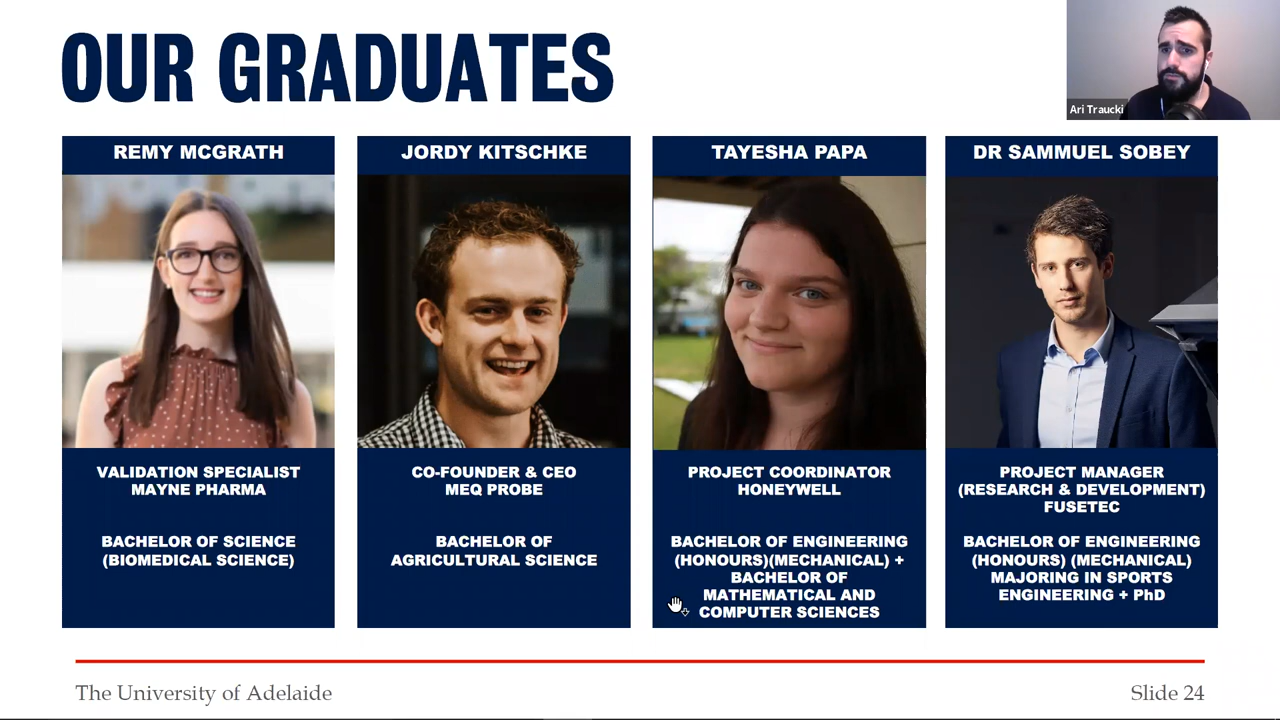 OUR GRADUATES
Ari Traucki
REMY MCGRATH
VALIDATION SPECIALIST
MAYNE PHARMA
BACHELOR OF SCIENCE
(BIOMEDICAL SCIENCE)
JORDY KITSCHKE
CO-FOUNDER & CEO
MEQ PROBE
BACHELOR OF
AGRICULTURAL SCIENCE
TAYESHA PAPA
PROJECT COORDINATOR
HONEYWELL
BACHELOR OF ENGINEERING
(HONOURS)(MECHANICAL) +
BACHELOR OF
MATHEMATICAL AND
COMPUTER SCIENCES
DR SAMMUEL SOBEY
PROJECT MANAGER
(RESEARCH & DEVELOPMENT)
FUSETEC
BACHELOR OF ENGINEERING
(HONOURS) (MECHANICAL)
MAJORING IN SPORTS
ENGINEERING + PhD
The University of Adelaide
Slide 24